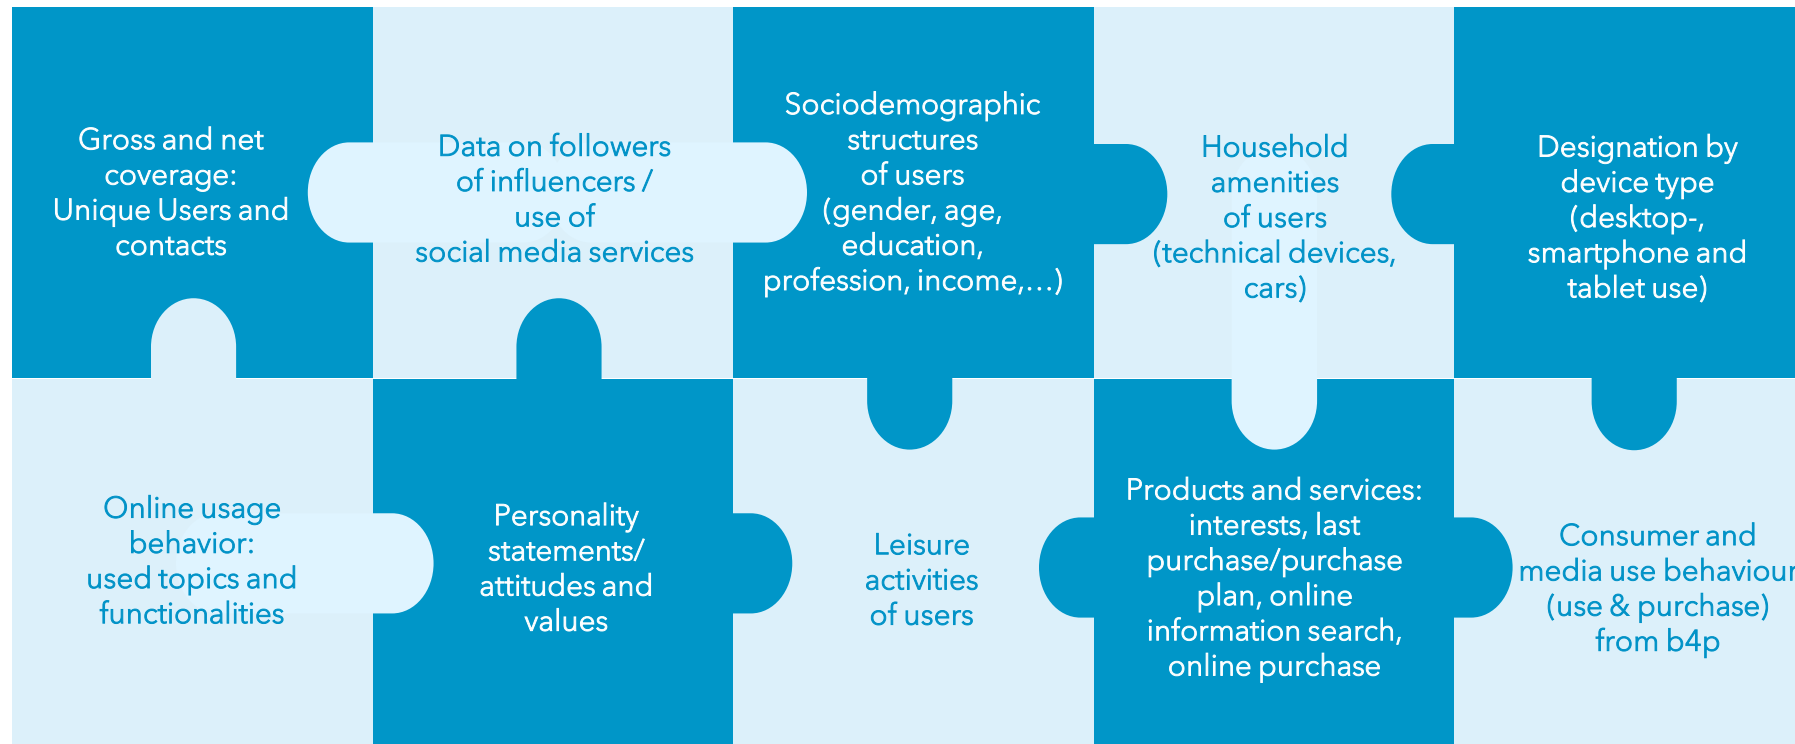 Gross and net
coverage:
Unique Users and
contacts
Data on followers
of influencers /
use of
social media services
Sociodemographic
structures
of users
(gender, age,
education,
profession, income,…)
Household
amenities
of users
(technical devices,
cars)
Designation by
device type
(desktop-,
smartphone and
tablet use)
Online usage
behavior:
used topics and
functionalities
Personality
statements/
attitudes and
values
Leisure
activities
of users
Products and services:
interests, last
purchase/purchase
plan, online
information search,
online purchase
Consumer and
media use behaviour
(use & purchase)
from b4p